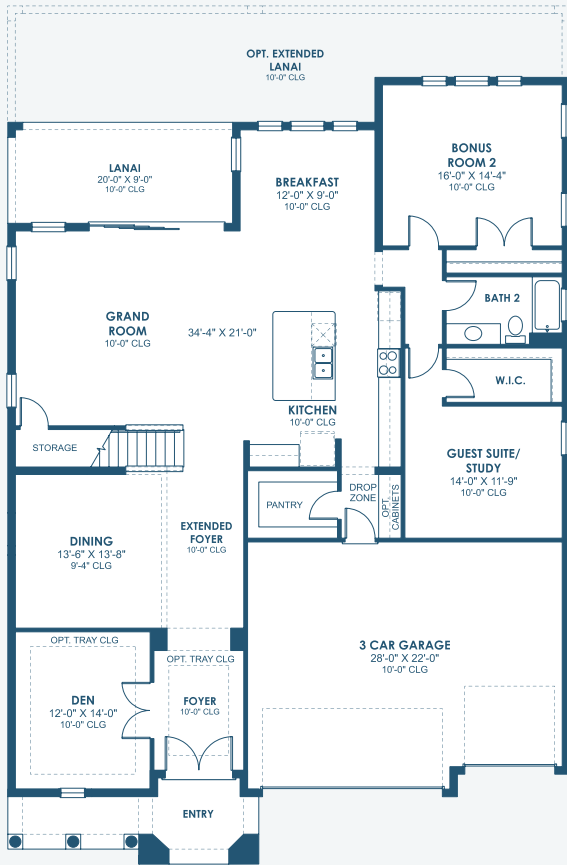 OPT. EXTENDED
LANAI
10'-0" CLG
LANAI
20'-0" X 9'-0"
10'-0" CLG
BREAKFAST
12'-0" X 9'-0"
10'-0" CLG
BONUS
ROOM 2
16'-0" X 14'-4"
10'-0" CLG
GRAND
ROOM
10'-0" CLG
34'-4" X 21'-0"
BATH 2
KITCHEN
10'-0" CLG
W.I.C.
STORAGE
GUEST SUITE/
STUDY
14'-0" X 11'-9"
10'-0" CLG
PANTRY
DROP
ZONE
OPT.
CABINETS
DINING
13'-6" X 13'-8"
9'-4" CLG
EXTENDED
FOYER
10'-0" CLG
OPT. TRAY CLG
DEN
12'-0" X 14'-0"
10'-0" CLG
OPT. TRAY CLG
FOYER
10'-0" CLG
3 CAR GARAGE
28'-0" X 22'-0"
10'-0" CLG
ENTRY